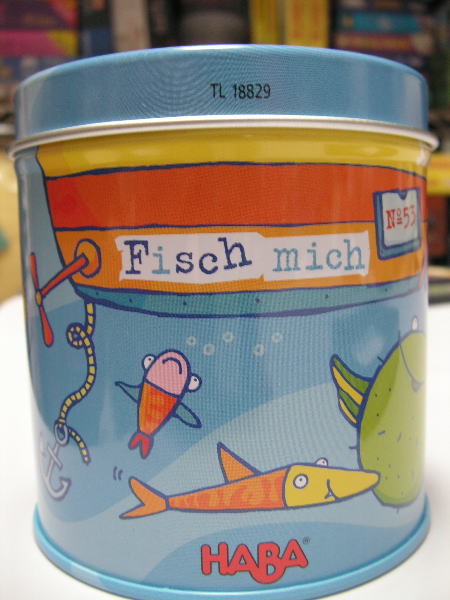 TL 18829
Nº53
Fisch mich
HABA®